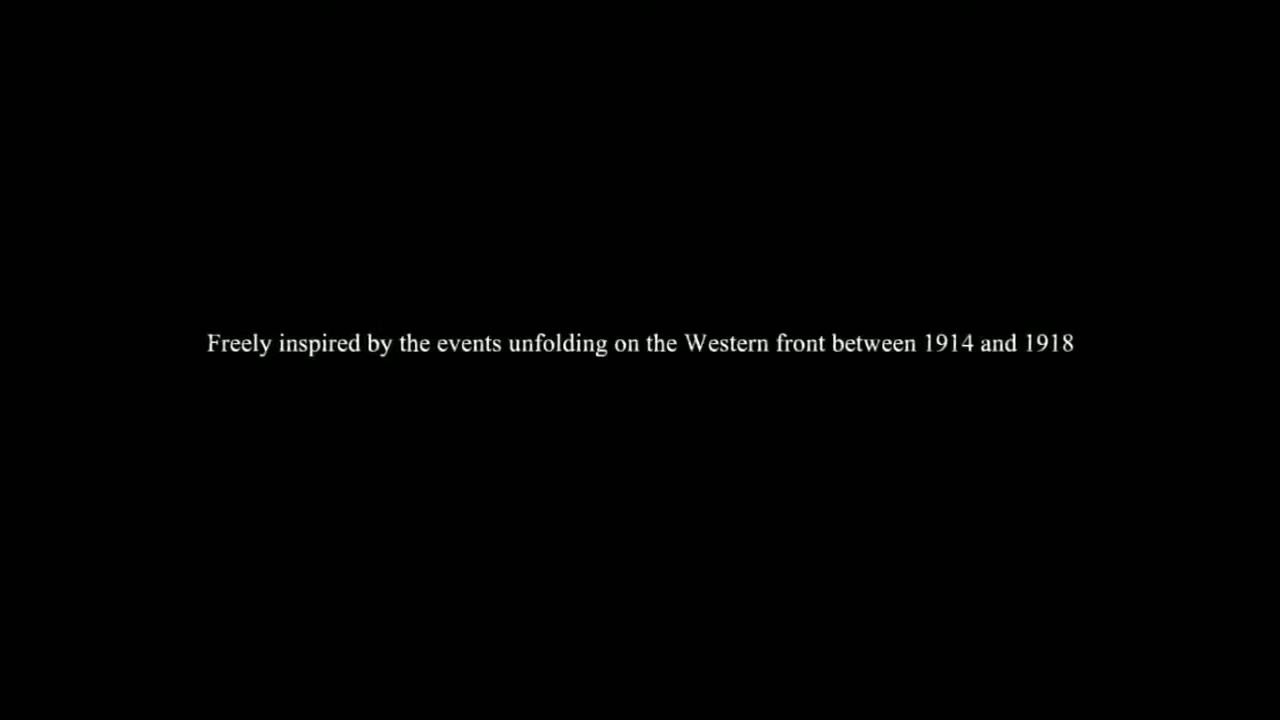 Freely inspired by the events unfolding on the Western front between 1914 and 1918